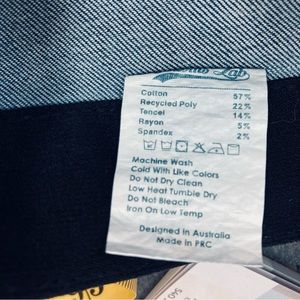 Lab
Cotton 57%
Recycled Poly 22%
Tencel 14%
Rayon 5%
Spandex 2%
Machine Wash
Cold With Like Colors
Do Not Dry Clean
Low Heat Tumble Dry
Do Not Bleach
Iron On Low Temp
Designed in Australia
Made in PRC